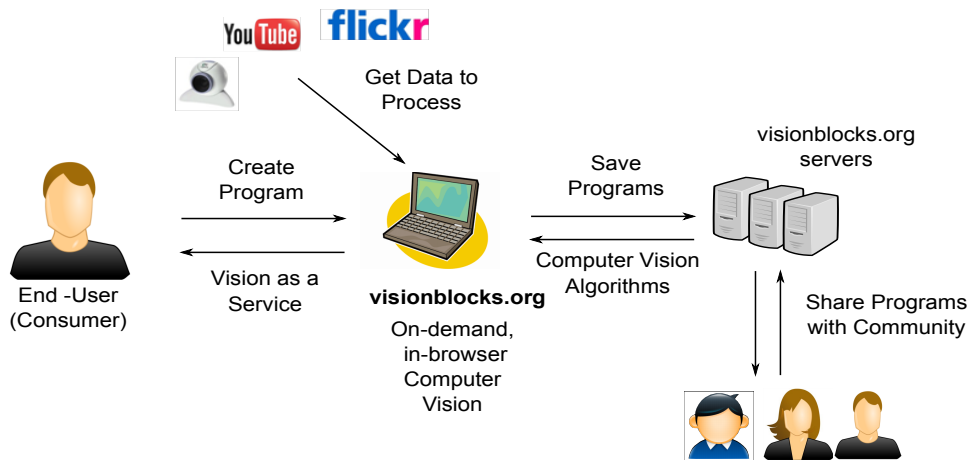 YouTube
flickr
Get Data to
Process
visionblocks.org
servers
Create
Program
Save
Programs
Vision as a
Service
Computer Vision
Algorithms
End -User
(Consumer)
visionblocks.org
On-demand,
in-browser
Computer
Vision
Share Programs
with Community